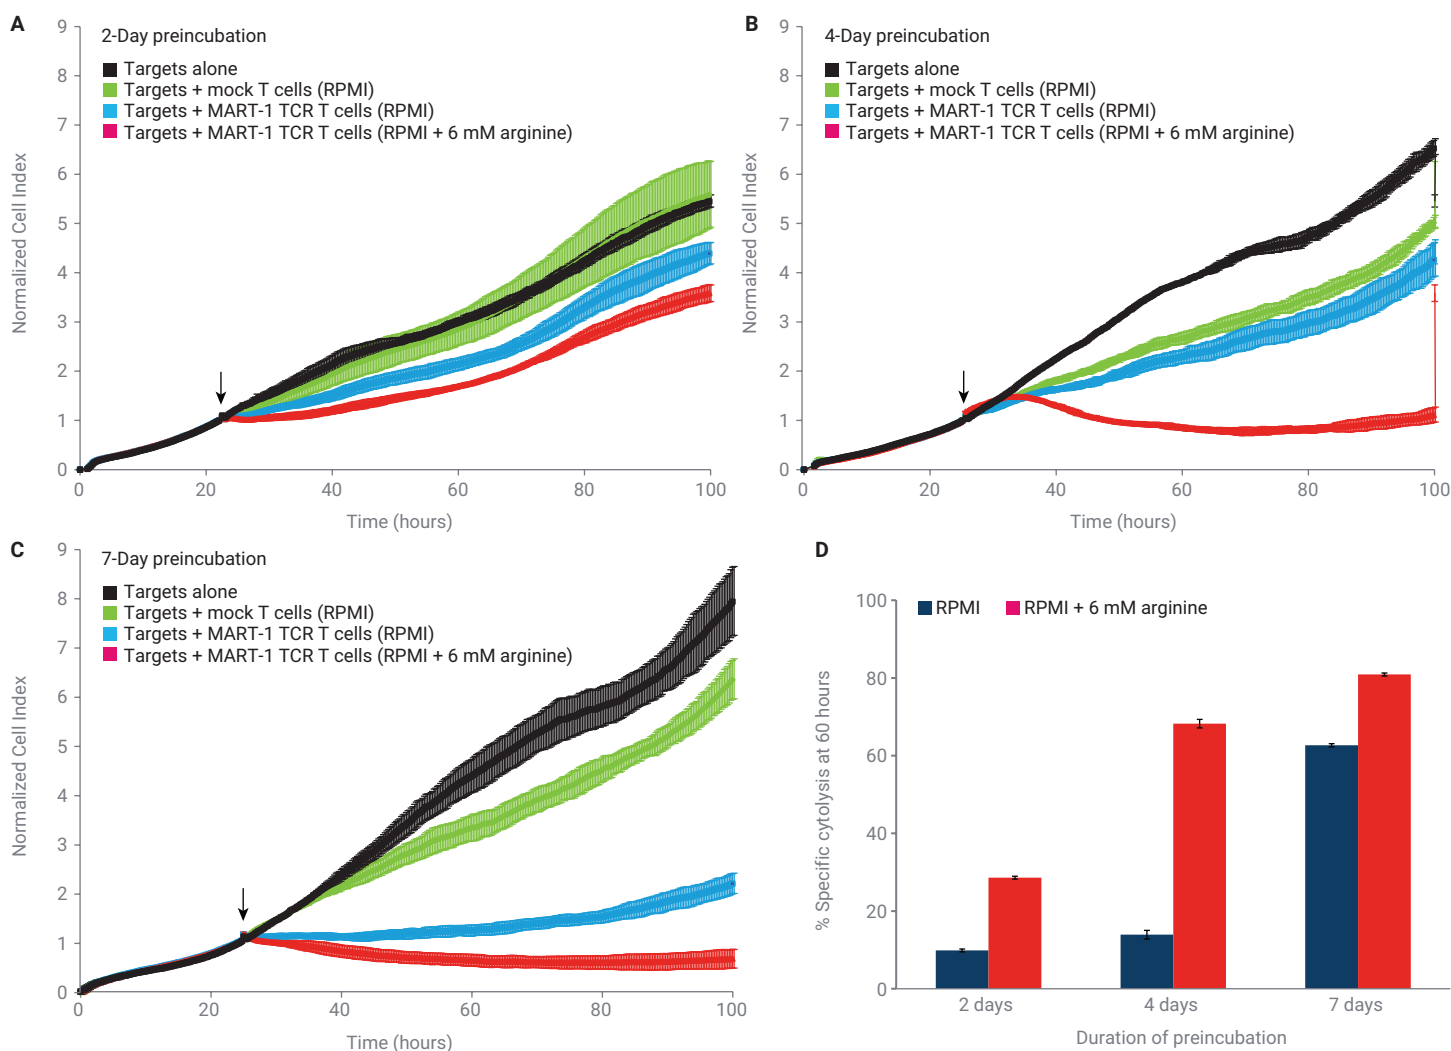 A
2-Day preincubation
Targets alone
Targets + mock T cells (RPMI)
Targets + MART-1 TCR T cells (RPMI)
Targets + MART-1 TCR T cells (RPMI + 6 mM arginine)
Normalized Cell Index
9
8
7
6
5
4
3
2
1
0
0 20 40 60 80 100
Time (hours)
B
4-Day preincubation
Targets alone
Targets + mock T cells (RPMI)
Targets + MART-1 TCR T cells (RPMI)
Targets + MART-1 TCR T cells (RPMI + 6 mM arginine)
Normalized Cell Index
9
8
7
6
5
4
3
2
1
0
0 20 40 60 80 100
Time (hours)
C
7-Day preincubation
Targets alone
Targets + mock T cells (RPMI)
Targets + MART-1 TCR T cells (RPMI)
Targets + MART-1 TCR T cells (RPMI + 6 mM arginine)
Normalized Cell Index
9
8
7
6
5
4
3
2
1
0
0 20 40 60 80 100
Time (hours)
D
RPMI
RPMI + 6 mM arginine
% Specific cytolysis at 60 hours
100
80
60
40
20
0
2 days 4 days 7 days
Duration of preincubation